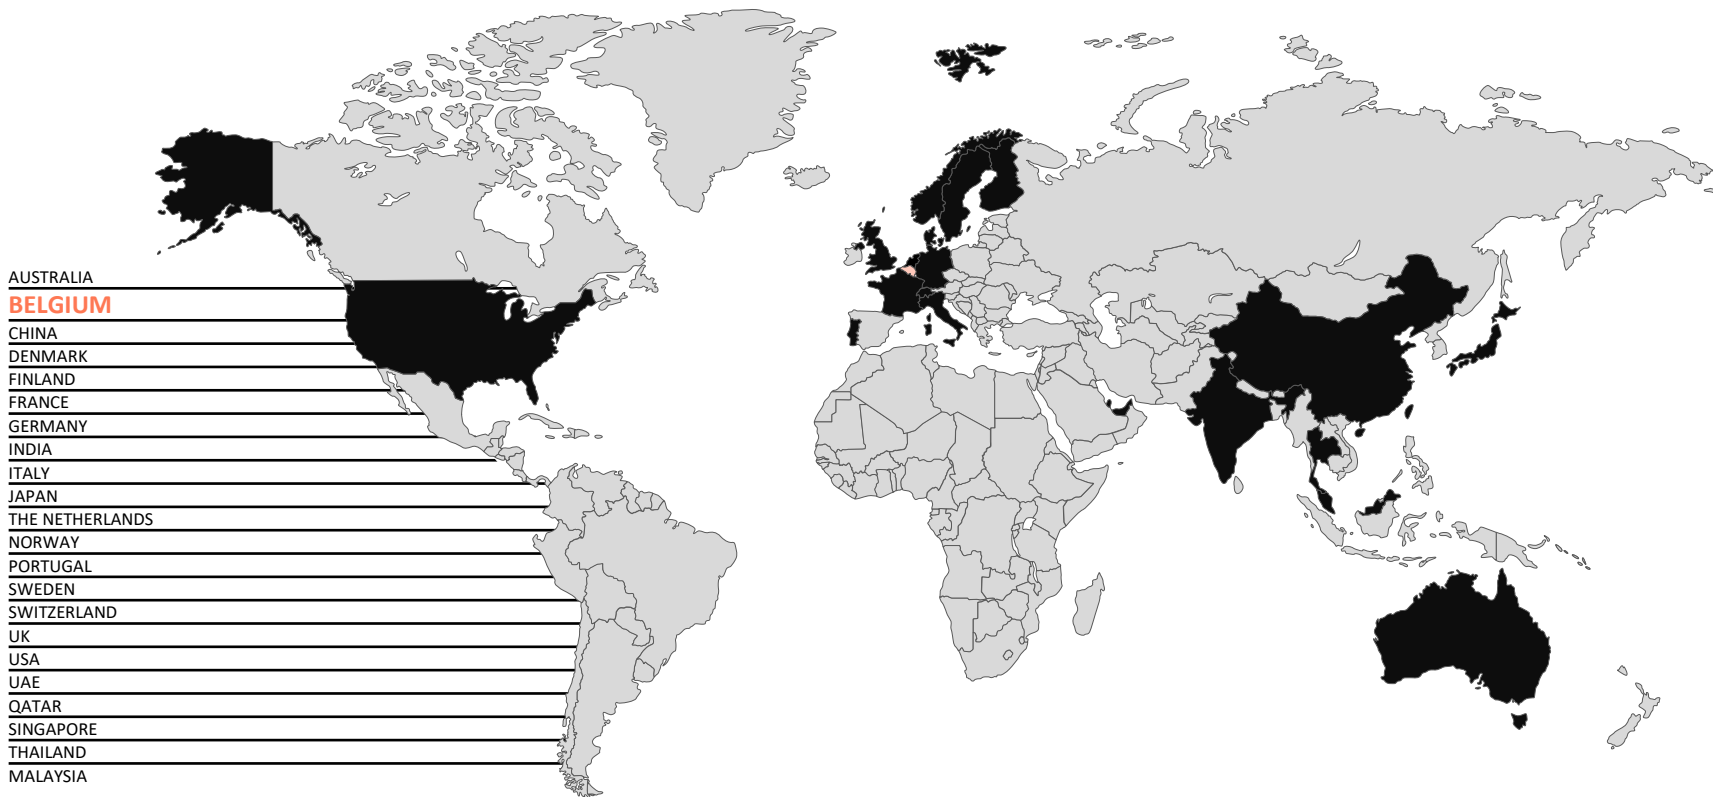 AUSTRALIA
BELGIUM
CHINA
DENMARK
FINLAND
FRANCE
GERMANY
INDIA
ITALY
JAPAN
THE NETHERLANDS
NORWAY
PORTUGAL
SWEDEN
SWITZERLAND
UK
USA
UAE
QATAR
SINGAPORE
THAILAND
MALAYSIA